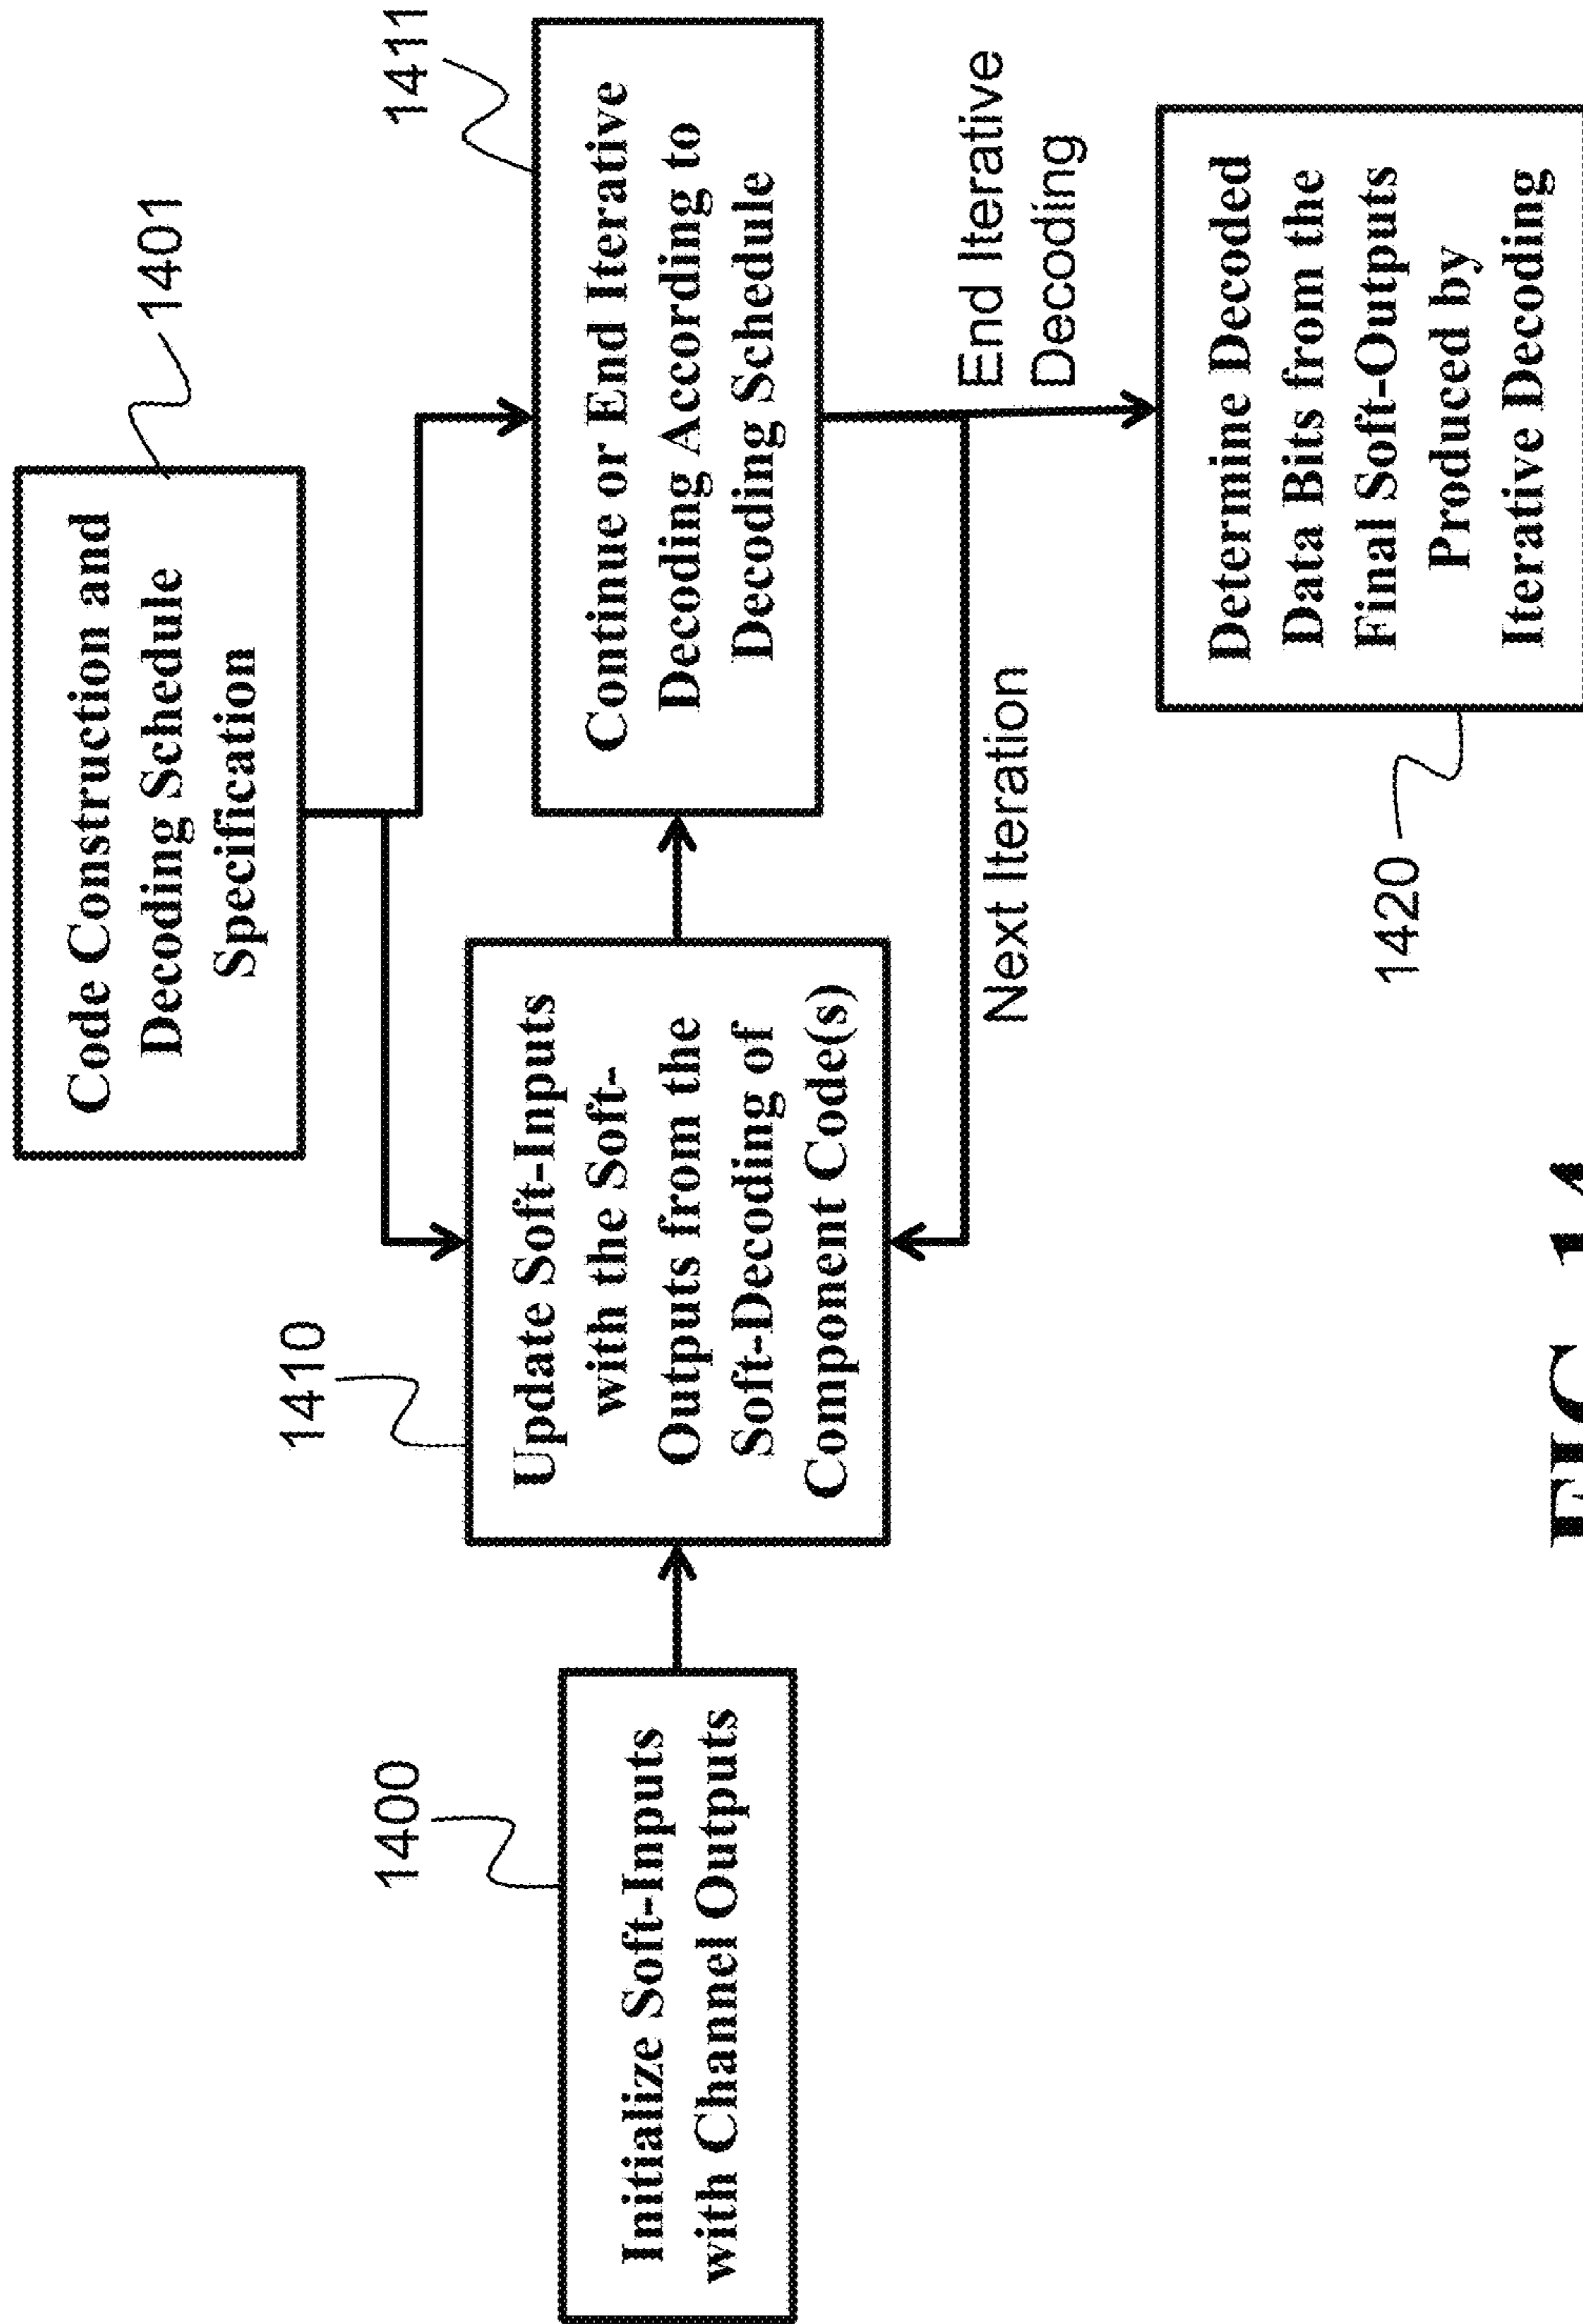 Code Construction and
Decoding Schedule
Specification
1401
1400
Initialize Soft-Inputs
with Channel Outputs
1410
Update Soft-Inputs
with the Soft-
Outputs from the
Soft-Decoding of
Component Code(s)
1411
Continue or End Iterative
Decoding According to
Decoding Schedule
Next Iteration
End Iterative
Decoding
1420
Determine Decoded
Data Bits from the
Final Soft-Outputs
Produced by
Iterative Decoding
FIG. 14